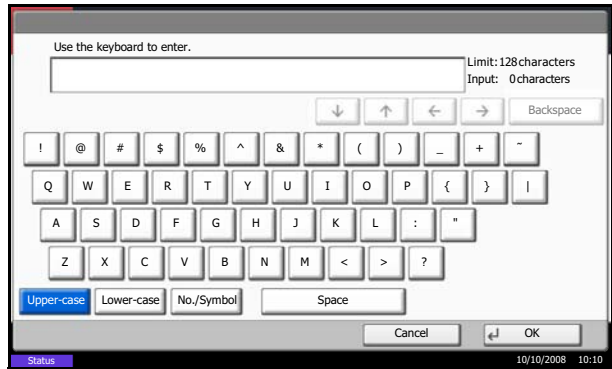 Use the keyboard to enter.
Limit: 128 characters
Input: 0 characters
↓ ↑ ← → Backspace
! @ # $ % ^ & * ( ) _ + ~
Q W E R T Y U I O P { } |
A S D F G H J K L : "
Z X C V B N M < > ?
Upper-case Lower-case No./Symbol Space
Cancel OK
Status 10/10/2008 10:10